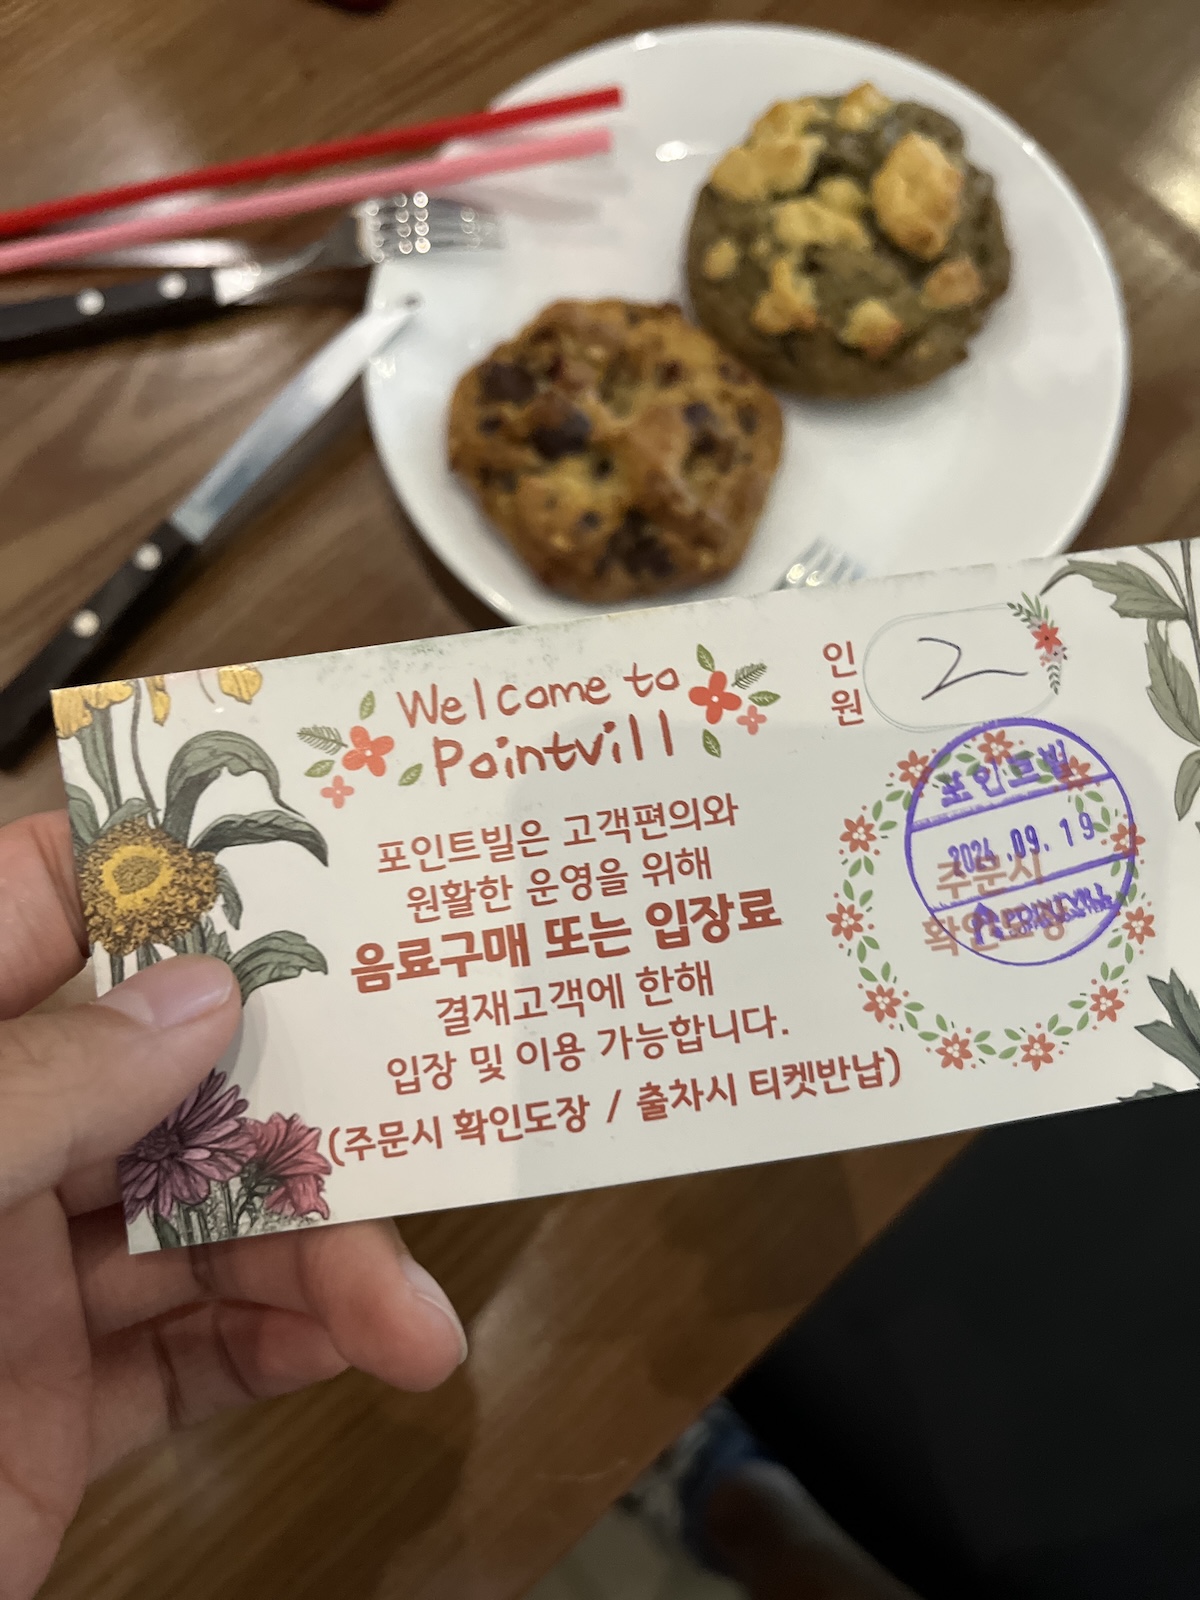 Welcome to
Pointvill
포인트빌은 고객편의와
원활한 운영을 위해
음료구매 또는 입장료
결재고객에 한해
입장 및 이용 가능합니다.
(주문시 확인도장 / 출차시 티켓반납)
인
원
2
포인트빌
2024.09.19
주문시
확인도장